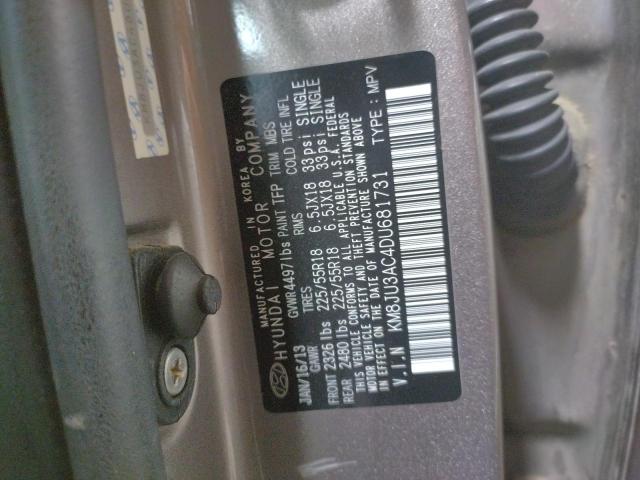 MANUFACTURED IN KOREA BY
HYUNDAI MOTOR COMPANY
JAN/16/13 GVWR 4497lbs PAINT TFP TRIM MBS
GAWR TIRES RIMS COLD TIRE INFL
FRONT 2326 lbs 225/55R18 6.5JX18 33psi SINGLE
REAR 2480 lbs 225/55R18 6.5JX18 33psi SINGLE
THIS VEHICLE CONFORMS TO ALL APPLICABLE U.S.A. FEDERAL
MOTOR VEHICLE SAFETY AND THEFT PREVENTION STANDARDS
IN EFFECT ON THE DATE OF MANUFACTURE SHOWN ABOVE
V.I.N KM8JU3AC4DU681731 TYPE : MPV